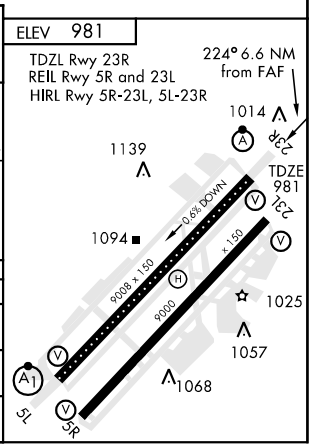 ELEV 981
TDZL Rwy 23R
REIL Rwy 5R and 23L
HIRL Rwy 5R-23L, 5L-23R
224° 6.6 NM
from FAF
1014
A
23R
1139
TDZE
981
V
23L
0.6% DOWN
1094
V
9008 x 150
H
9000 x 150
1025
1057
V
A1
1068
5L
V
5R